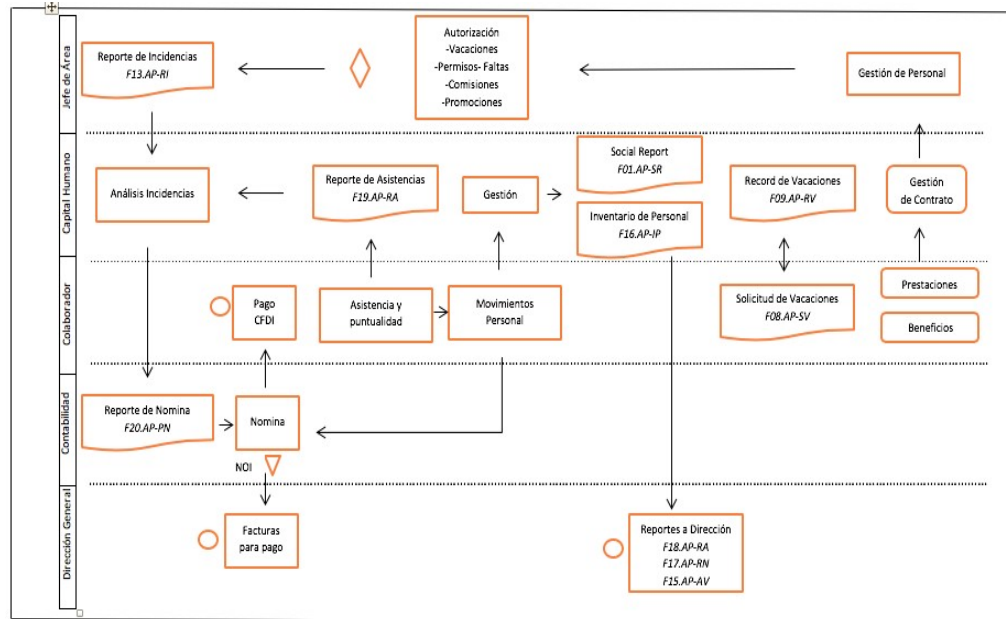 Jefe de Área
Reporte de Incidencias
F13.AP-RI
Autorización
-Vacaciones
-Permisos- Faltas
-Comisiones
-Promociones
Gestión de Personal
Capital Humano
Análisis Incidencias
Reporte de Asistencias
F19.AP-RA
Gestión
Social Report
F01.AP-SR
Inventario de Personal
F16.AP-IP
Record de Vacaciones
F09.AP-RV
Gestión
de Contrato
Colaborador
Pago
CFDI
Asistencia y
puntualidad
Movimientos
Personal
Solicitud de Vacaciones
F08.AP-SV
Prestaciones
Beneficios
Contabilidad
Reporte de Nomina
F20.AP-PN
Nomina
NOI
Dirección General
Facturas
para pago
Reportes a Dirección
F18.AP-RA
F17.AP-RN
F15.AP-AV